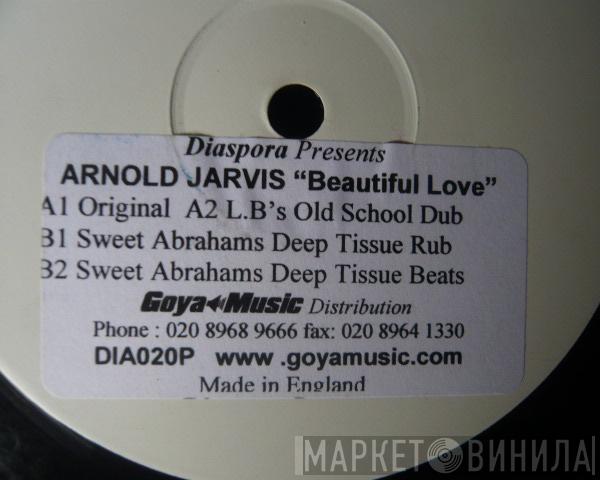 Diaspora Presents
ARNOLD JARVIS "Beautiful Love"
A1 Original A2 L.B's Old School Dub
B1 Sweet Abrahams Deep Tissue Rub
B2 Sweet Abrahams Deep Tissue Beats
Goya Music Distribution
Phone : 020 8968 9666 fax: 020 8964 1330
DIA020P www .goyamusic.com
Made in England
МАРКЕТ ВИНИЛА